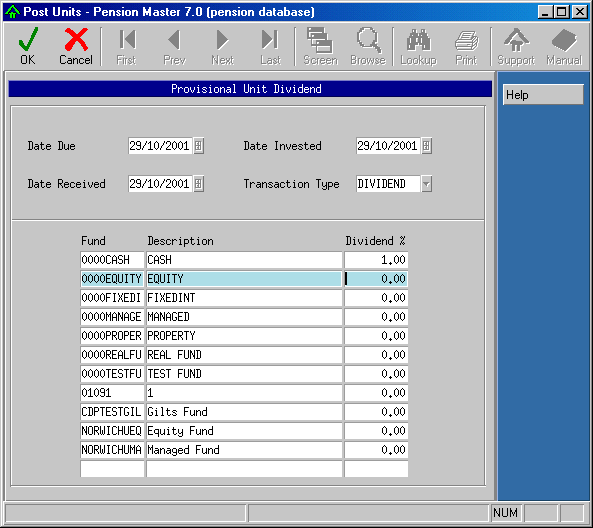 Post Units - Pension Master 7.0 (pension database)
OK Cancel First Prev Next Last Screen Browse Lookup Print Support Manual
Provisional Unit Dividend
Help
Date Due 29/10/2001 Date Invested 29/10/2001
Date Received 29/10/2001 Transaction Type DIVIDEND
Fund Description Dividend %
0000CASH CASH 1.00
0000EQUITY EQUITY 0.00
0000FIXEDI FIXEDINT 0.00
0000MANAGE MANAGED 0.00
0000PROPER PROPERTY 0.00
0000REALFU REAL FUND 0.00
0000TESTFU TEST FUND 0.00
01091 1 0.00
CDPTESTGIL Gilts Fund 0.00
NORWICHUEQ Equity Fund 0.00
NORWICHUMA Managed Fund 0.00
NUM